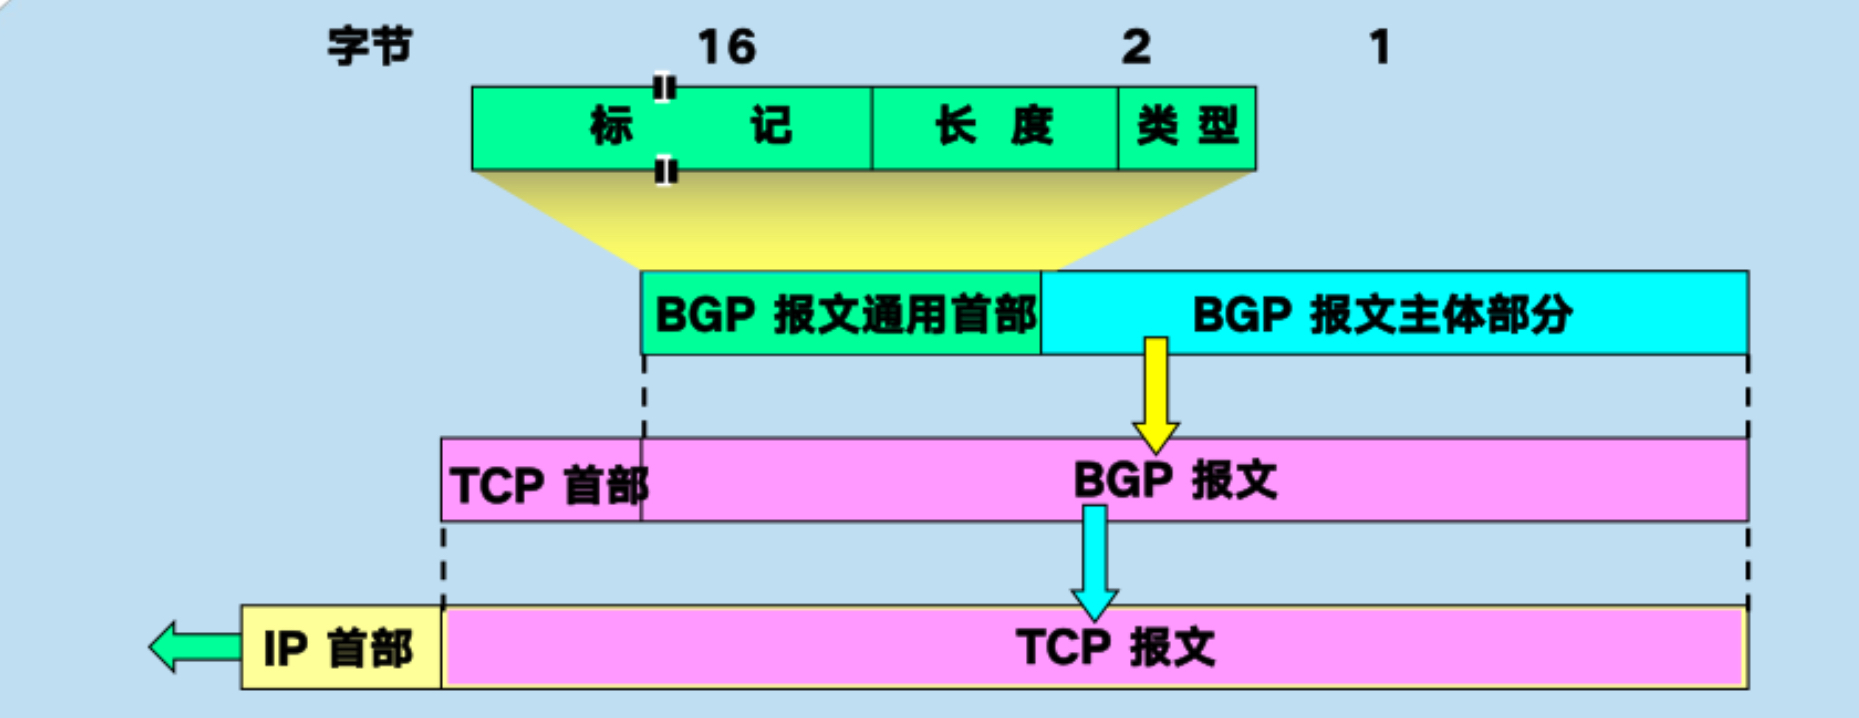 字节 16 2 1
标 记 长 度 类 型
BGP 报文通用首部 BGP 报文主体部分
TCP 首部 BGP 报文
IP 首部 TCP 报文